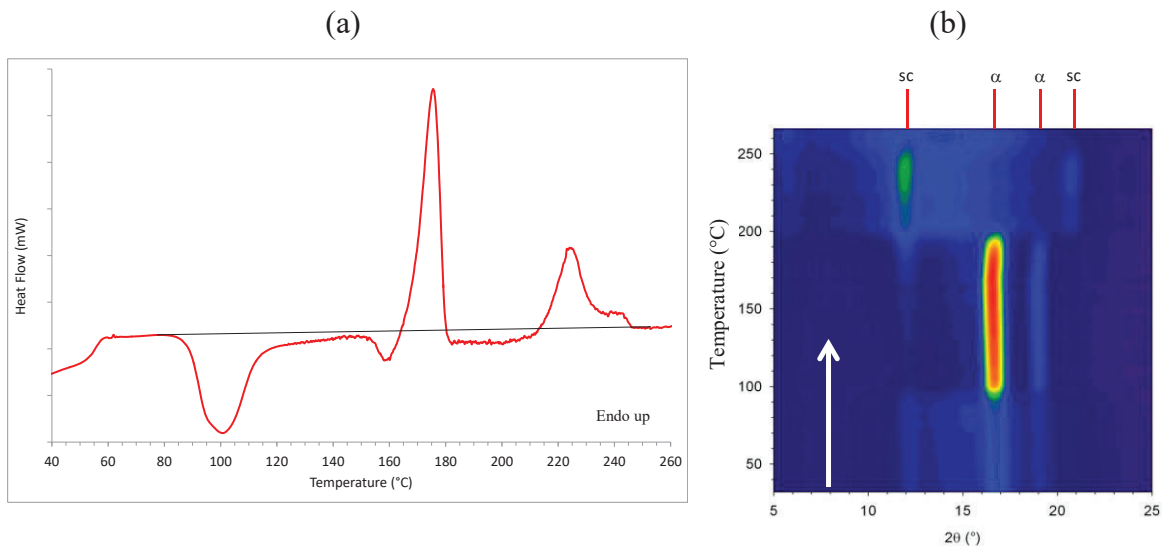 (a)
Heat Flow (mW)
Endo up
40 60 80 100 120 140 160 180 200 220 240 260
Temperature (°C)
(b)
sc α α sc
Temperature (°C)
250
200
150
100
50
5 10 15 20 25
2θ (°)